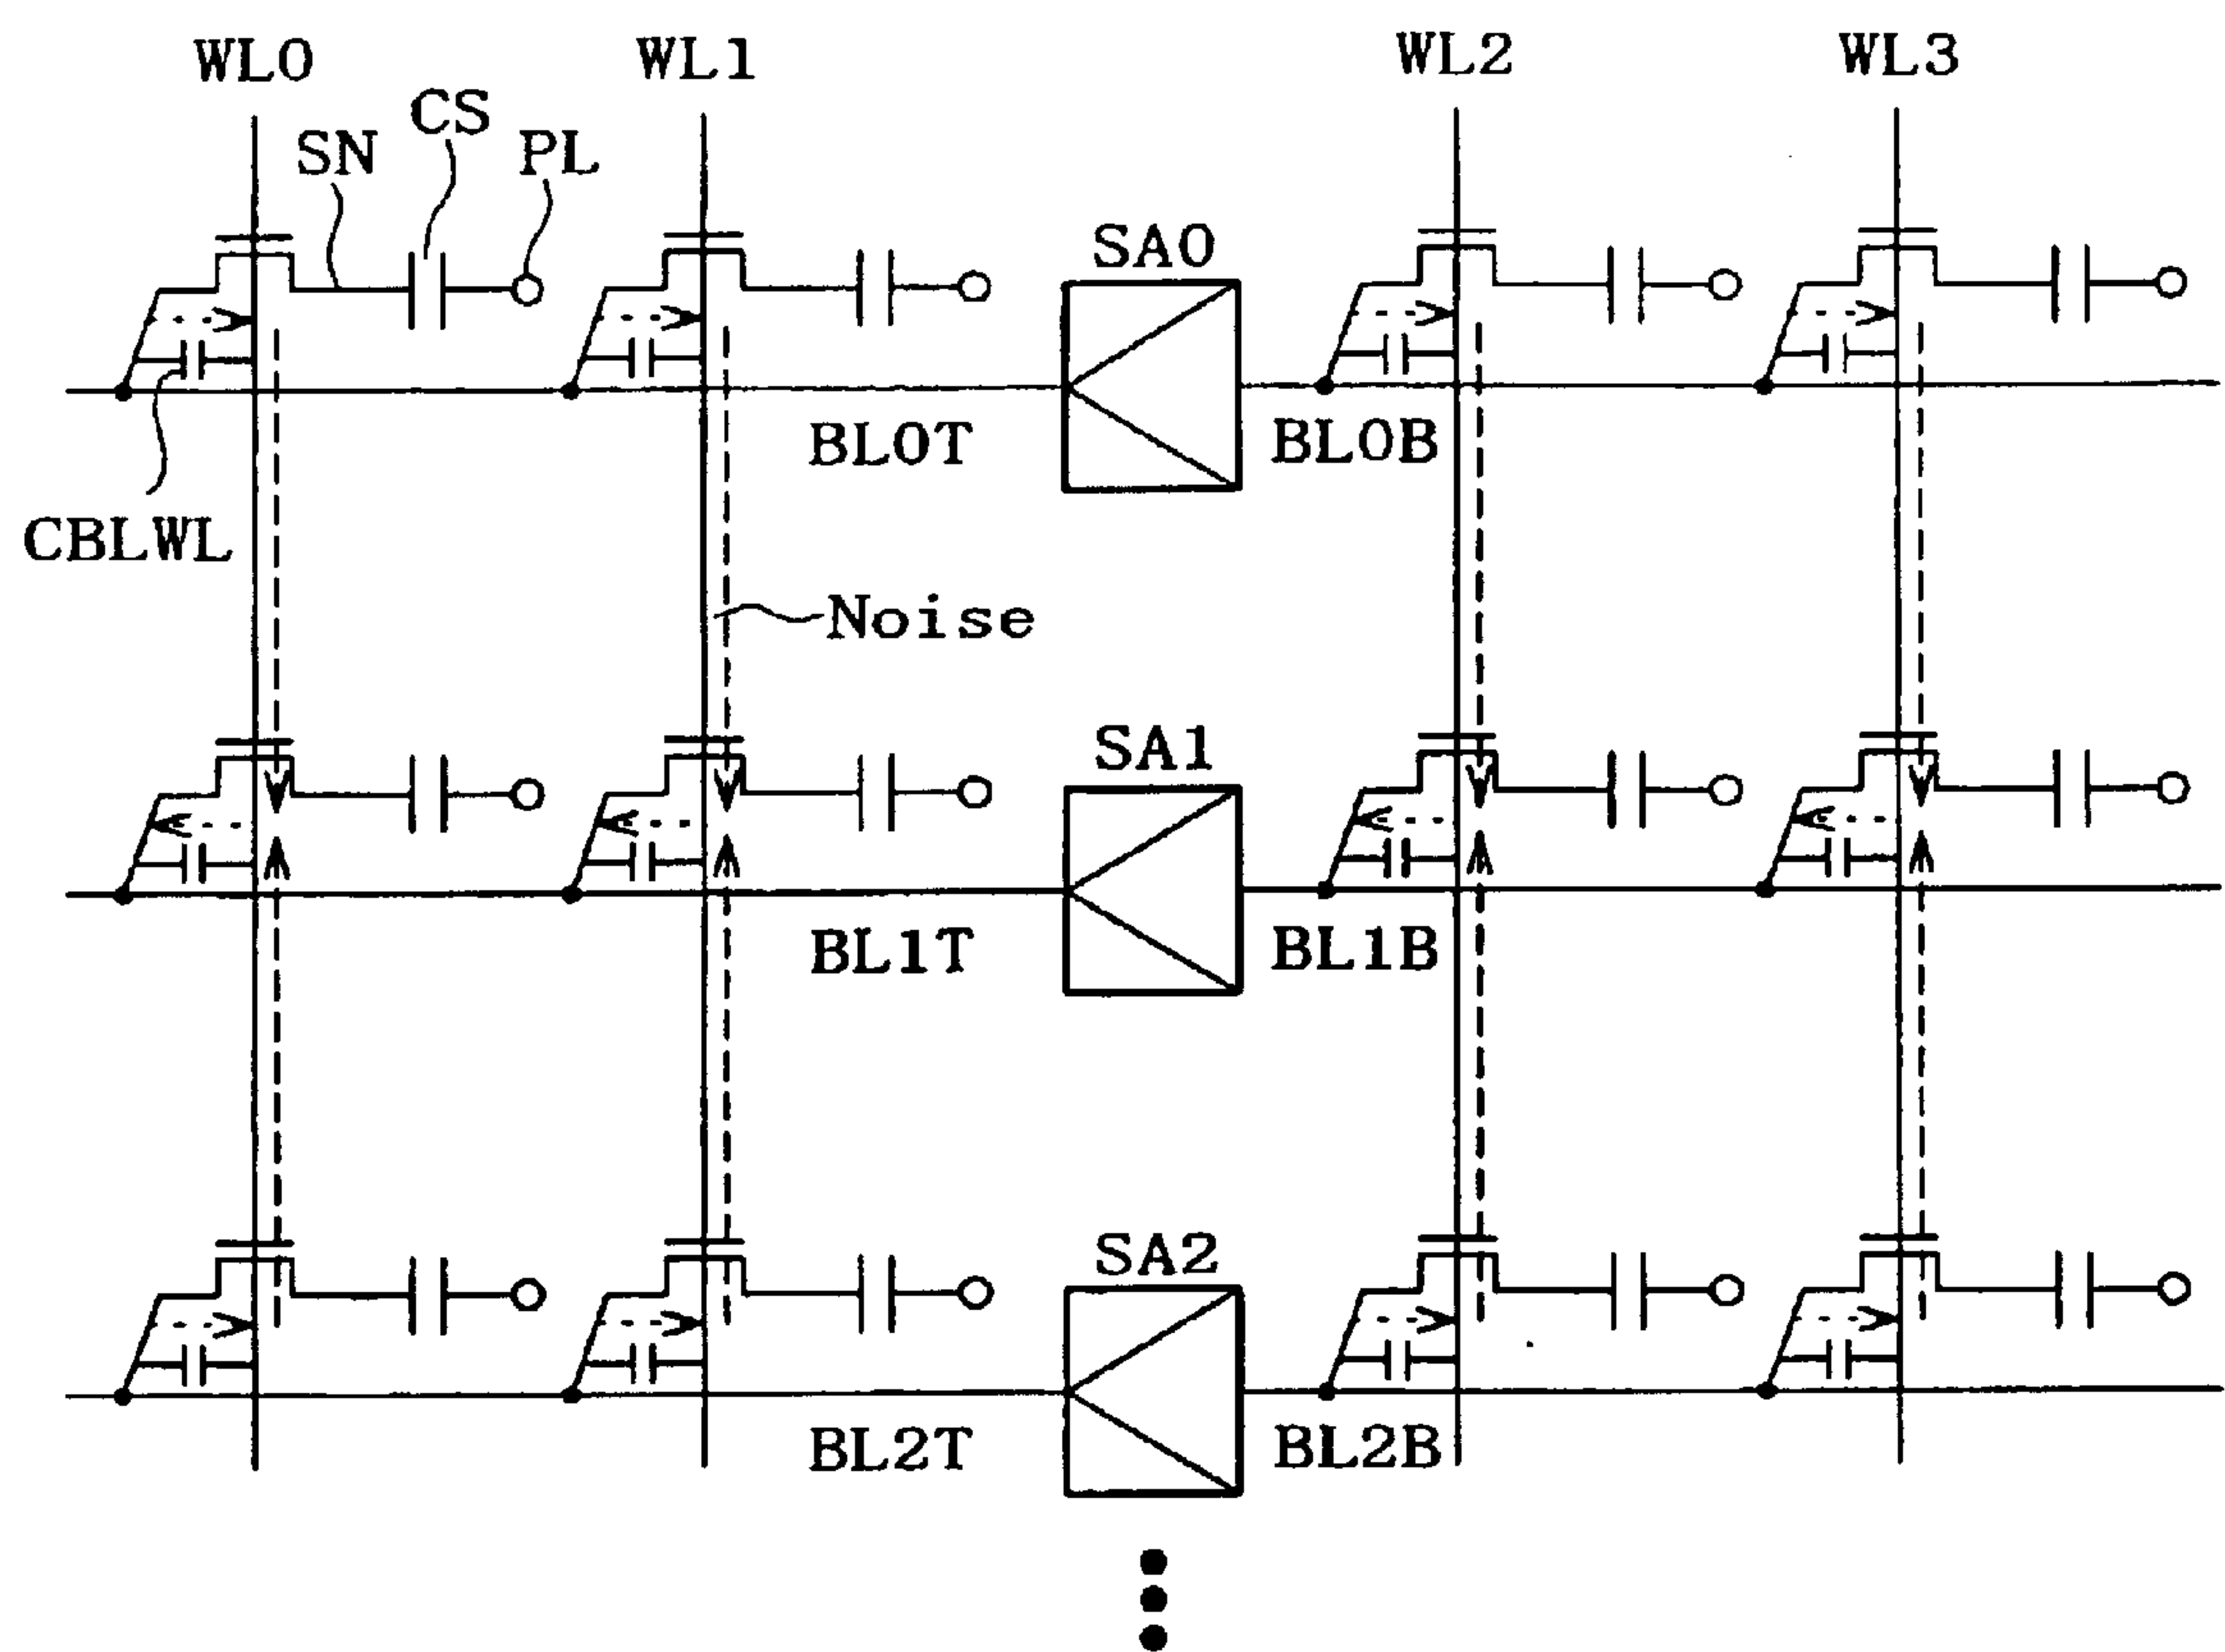 WL0 WL1 WL2 WL3
SN CS PL
SA0
BL0T BL0B
CBLWL
Noise
SA1
BL1T BL1B
SA2
BL2T BL2B